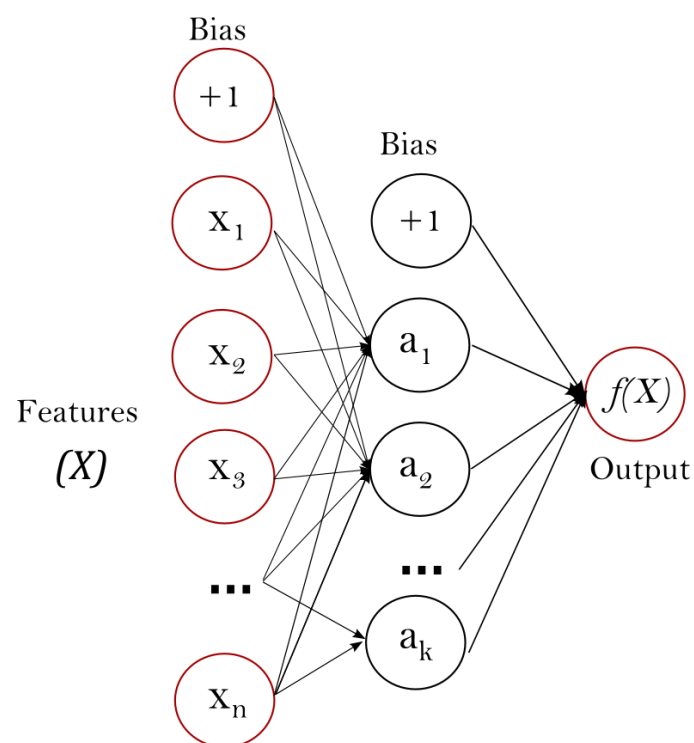 Bias
+1
Bias
x1
+1
x2
a1
f(X)
Features
(X)
x3
a2
Output
...
...
ak
xn